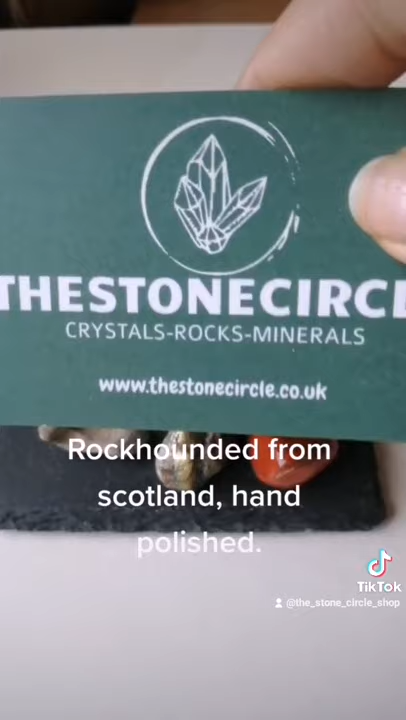 THESTONECIRCL
CRYSTALS-ROCKS-MINERALS
www.thestonecircle.co.uk
Rockhounded from
scotland, hand
polished.
TikTok
@the_stone_circle_shop